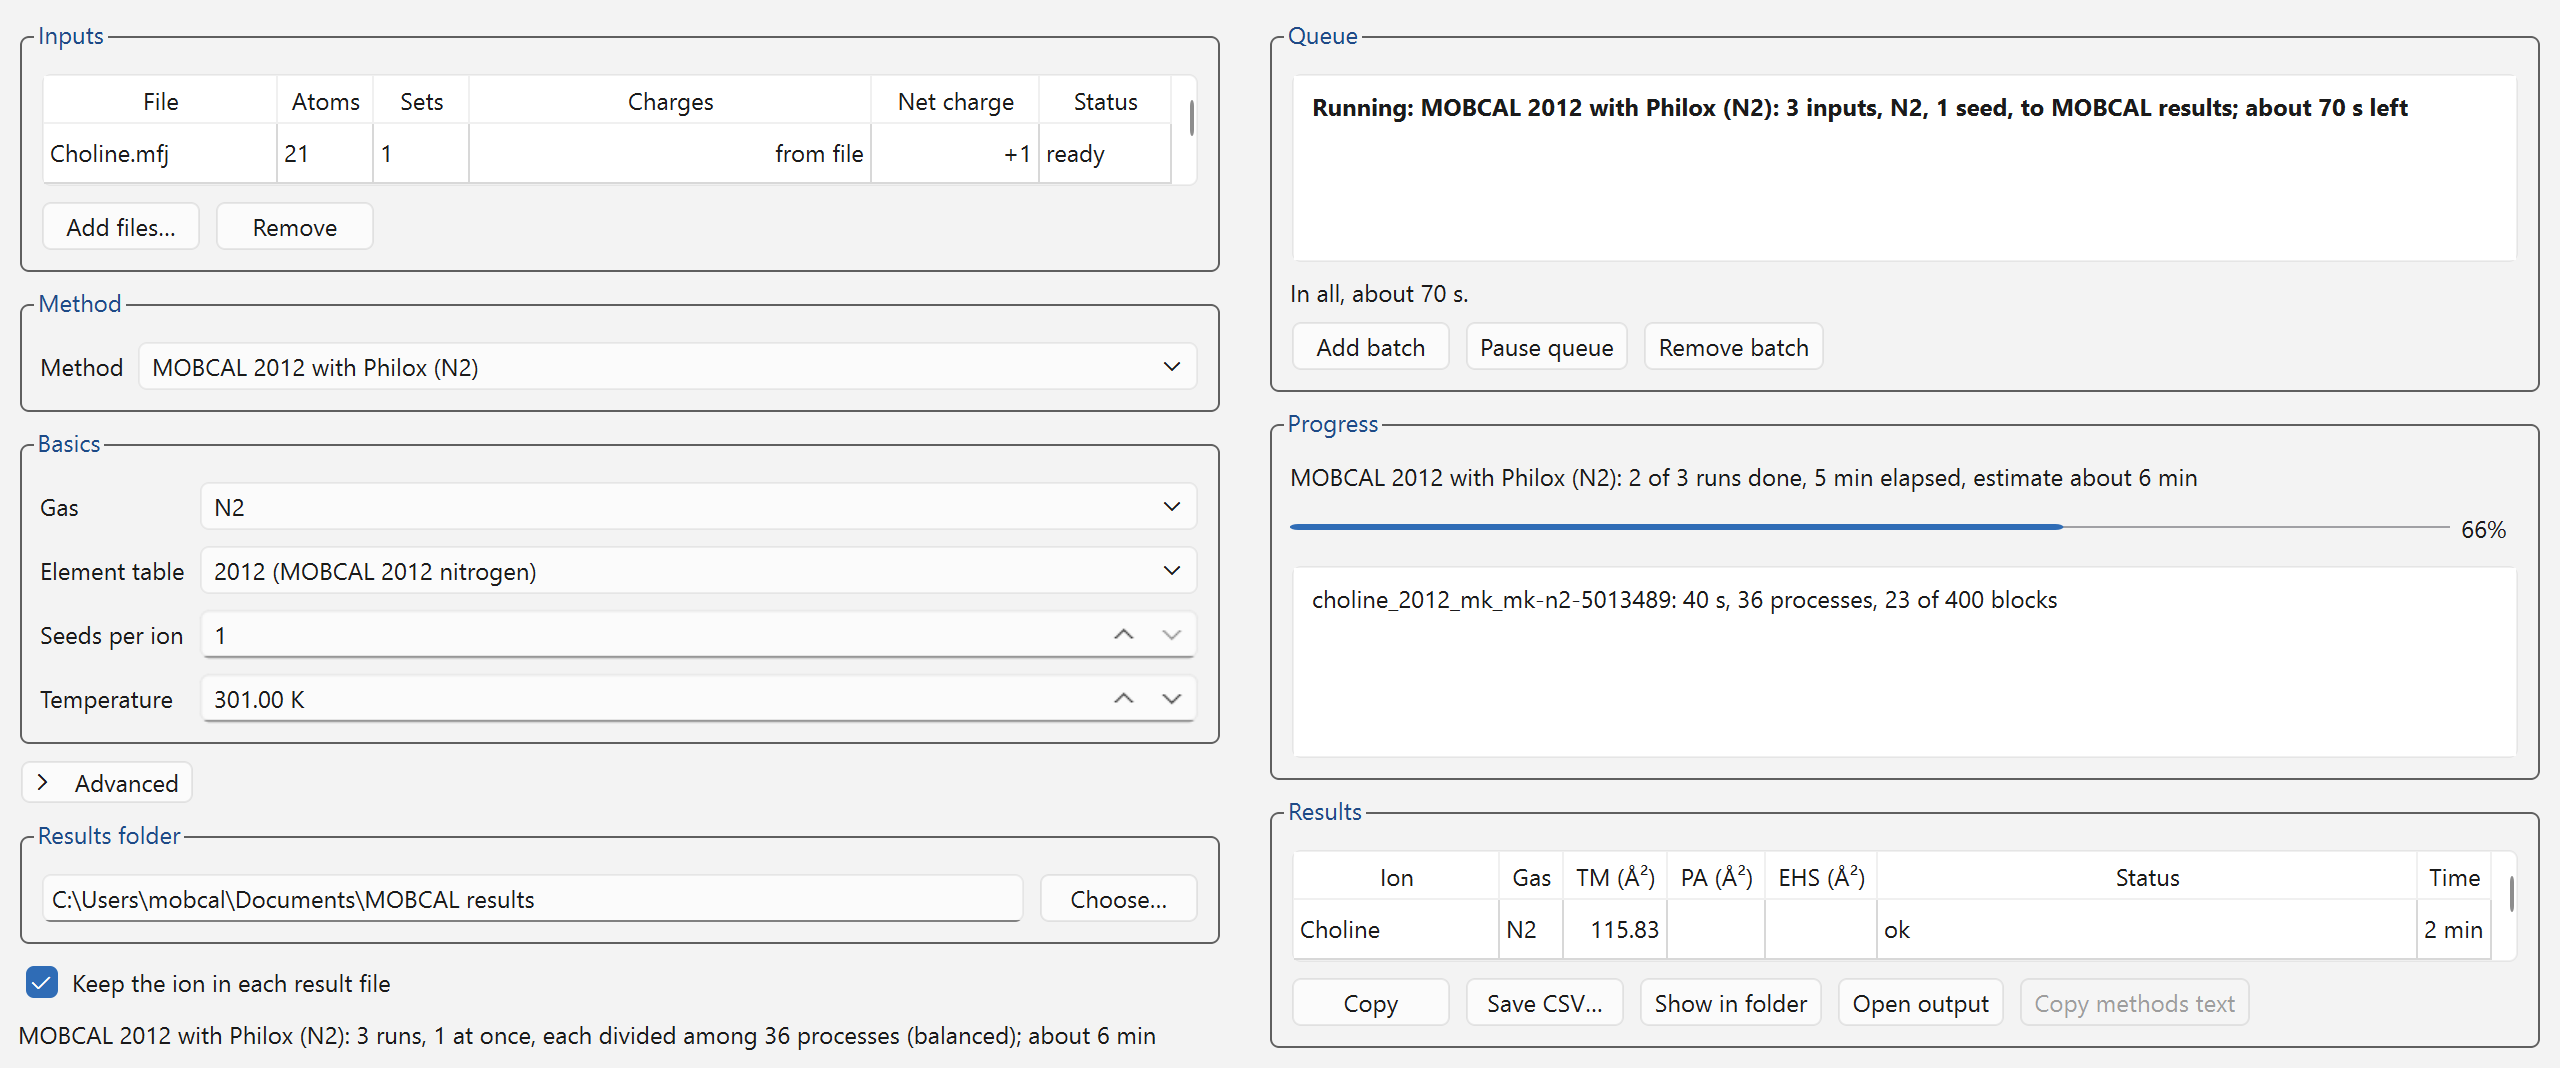 Inputs
File Atoms Sets Charges Net charge Status
Choline.mfj 21 1 from file +1 ready
Add files... Remove
Method
Method MOBCAL 2012 with Philox (N2)
Basics
Gas N2
Element table 2012 (MOBCAL 2012 nitrogen)
Seeds per ion 1
Temperature 301.00 K
Advanced
Results folder
C:\Users\mobcal\Documents\MOBCAL results Choose...
Keep the ion in each result file
MOBCAL 2012 with Philox (N2): 3 runs, 1 at once, each divided among 36 processes (balanced); about 6 min
Queue
Running: MOBCAL 2012 with Philox (N2): 3 inputs, N2, 1 seed, to MOBCAL results; about 70 s left
In all, about 70 s.
Add batch Pause queue Remove batch
Progress
MOBCAL 2012 with Philox (N2): 2 of 3 runs done, 5 min elapsed, estimate about 6 min
66%
choline_2012_mk_mk-n2-5013489: 40 s, 36 processes, 23 of 400 blocks
Results
Ion Gas TM (Å²) PA (Å²) EHS (Å²) Status Time
Choline N2 115.83 ok 2 min
Copy Save CSV... Show in folder Open output Copy methods text